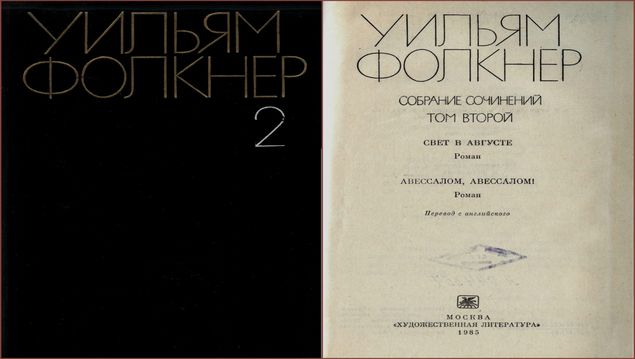 УИЛЬЯМ
ФОЛКНЕР
2
УИЛЬЯМ
ФОЛКНЕР
СОБРАНИЕ СОЧИНЕНИЙ
ТОМ ВТОРОЙ
СВЕТ В АВГУСТЕ
Роман
АВЕССАЛОМ, АВЕССАЛОМ!
Роман
Перевод с английского
МОСКВА
«ХУДОЖЕСТВЕННАЯ ЛИТЕРАТУРА»
1985